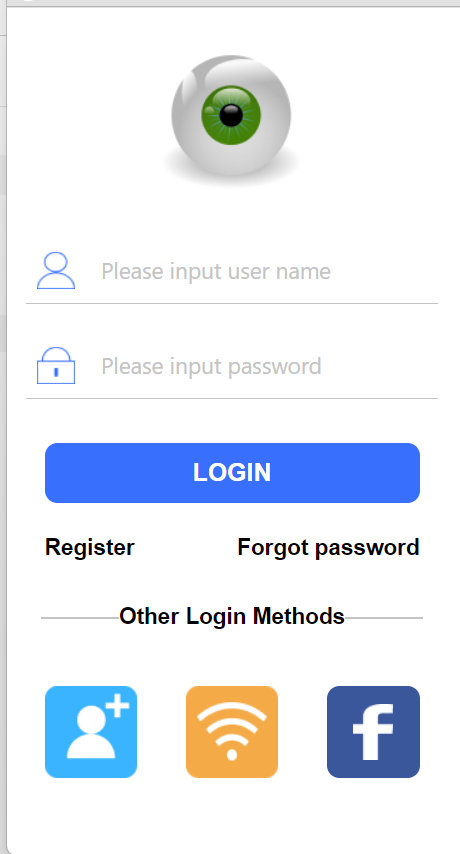 Please input user name
Please input password
LOGIN
Register Forgot password
Other Login Methods